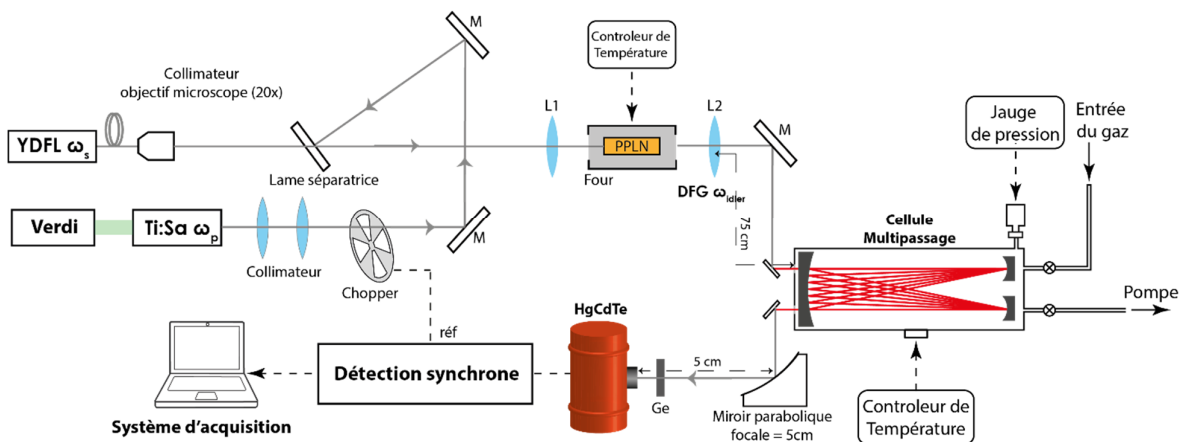 M
Controleur de
Température
Collimateur
objectif microscope (20x)
L1
L2
M
Jauge
de pression
Entrée
du gaz
YDFL ωs
PPLN
Lame séparatrice
Four
DFG ωidler
Verdi
Ti:Sa ωp
M
75 cm
Cellule
Multipassage
Collimateur
Chopper
Pompe
HgCdTe
réf
5 cm
Détection synchrone
Ge
Miroir parabolique
focale = 5cm
Controleur de
Température
Système d'acquisition